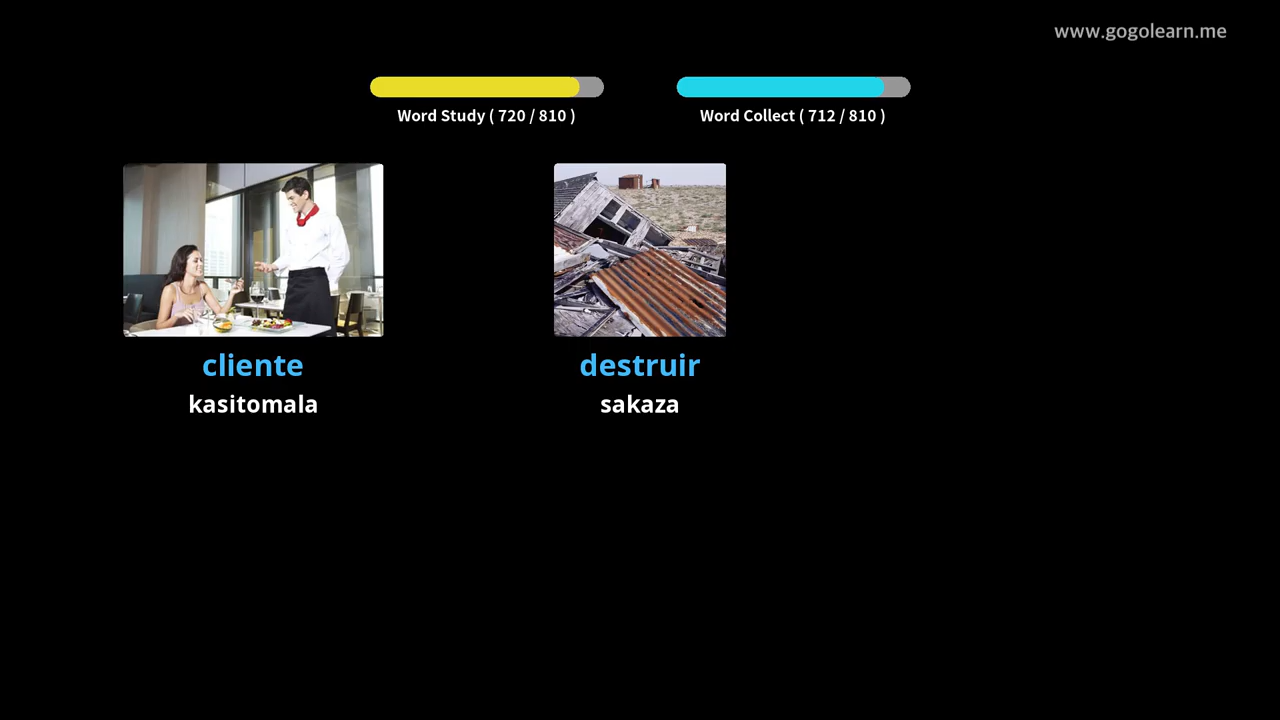 www.gogolearn.me
Word Study ( 720 / 810 )
Word Collect ( 712 / 810 )
cliente
kasitomala
destruir
sakaza